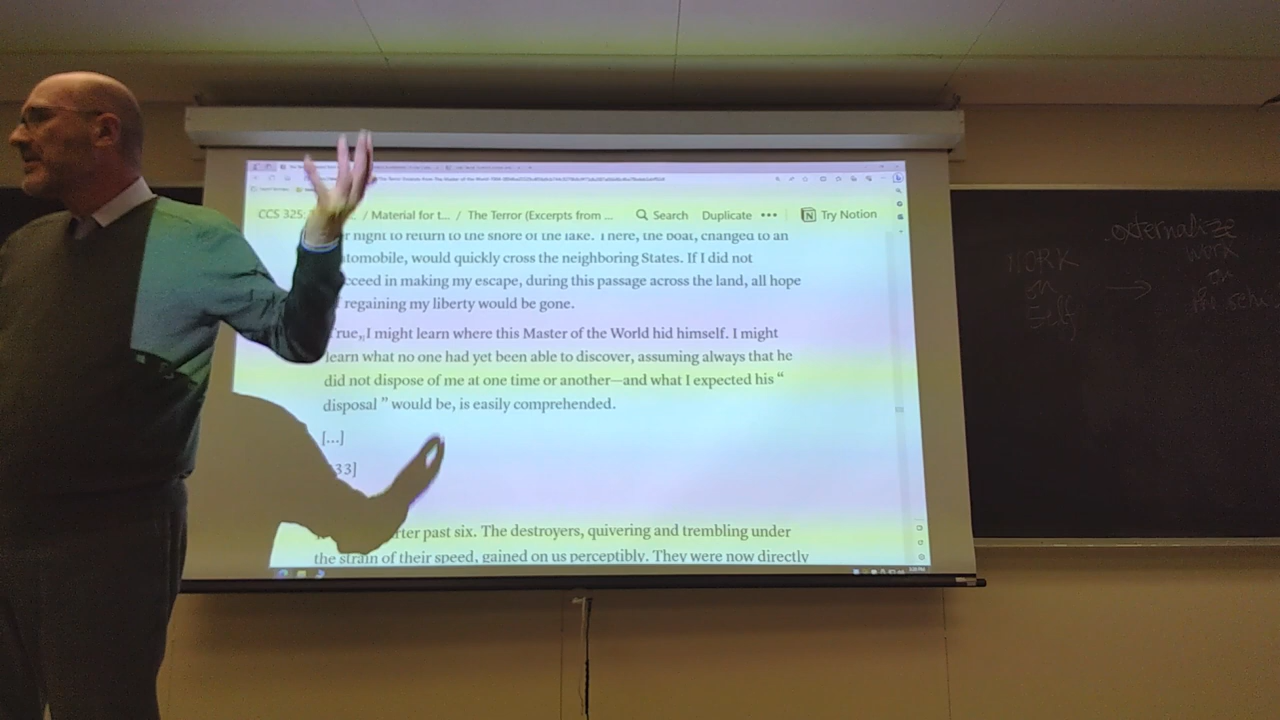 CCS 325: / Material for t... / The Terror (Excerpts from ... Search Duplicate ••• Try Notion
r night to return to the shore of the lake. There, the boat, changed to an
tomobile, would quickly cross the neighboring States. If I did not
ceed in making my escape, during this passage across the land, all hope
regaining my liberty would be gone.
True, I might learn where this Master of the World hid himself. I might
learn what no one had yet been able to discover, assuming always that he
did not dispose of me at one time or another—and what I expected his “
disposal ” would be, is easily comprehended.
[...]
33]
rter past six. The destroyers, quivering and trembling under
the strain of their speed, gained on us perceptibly. They were now directly
WORK
on
Self
→
externalize
work
on
the